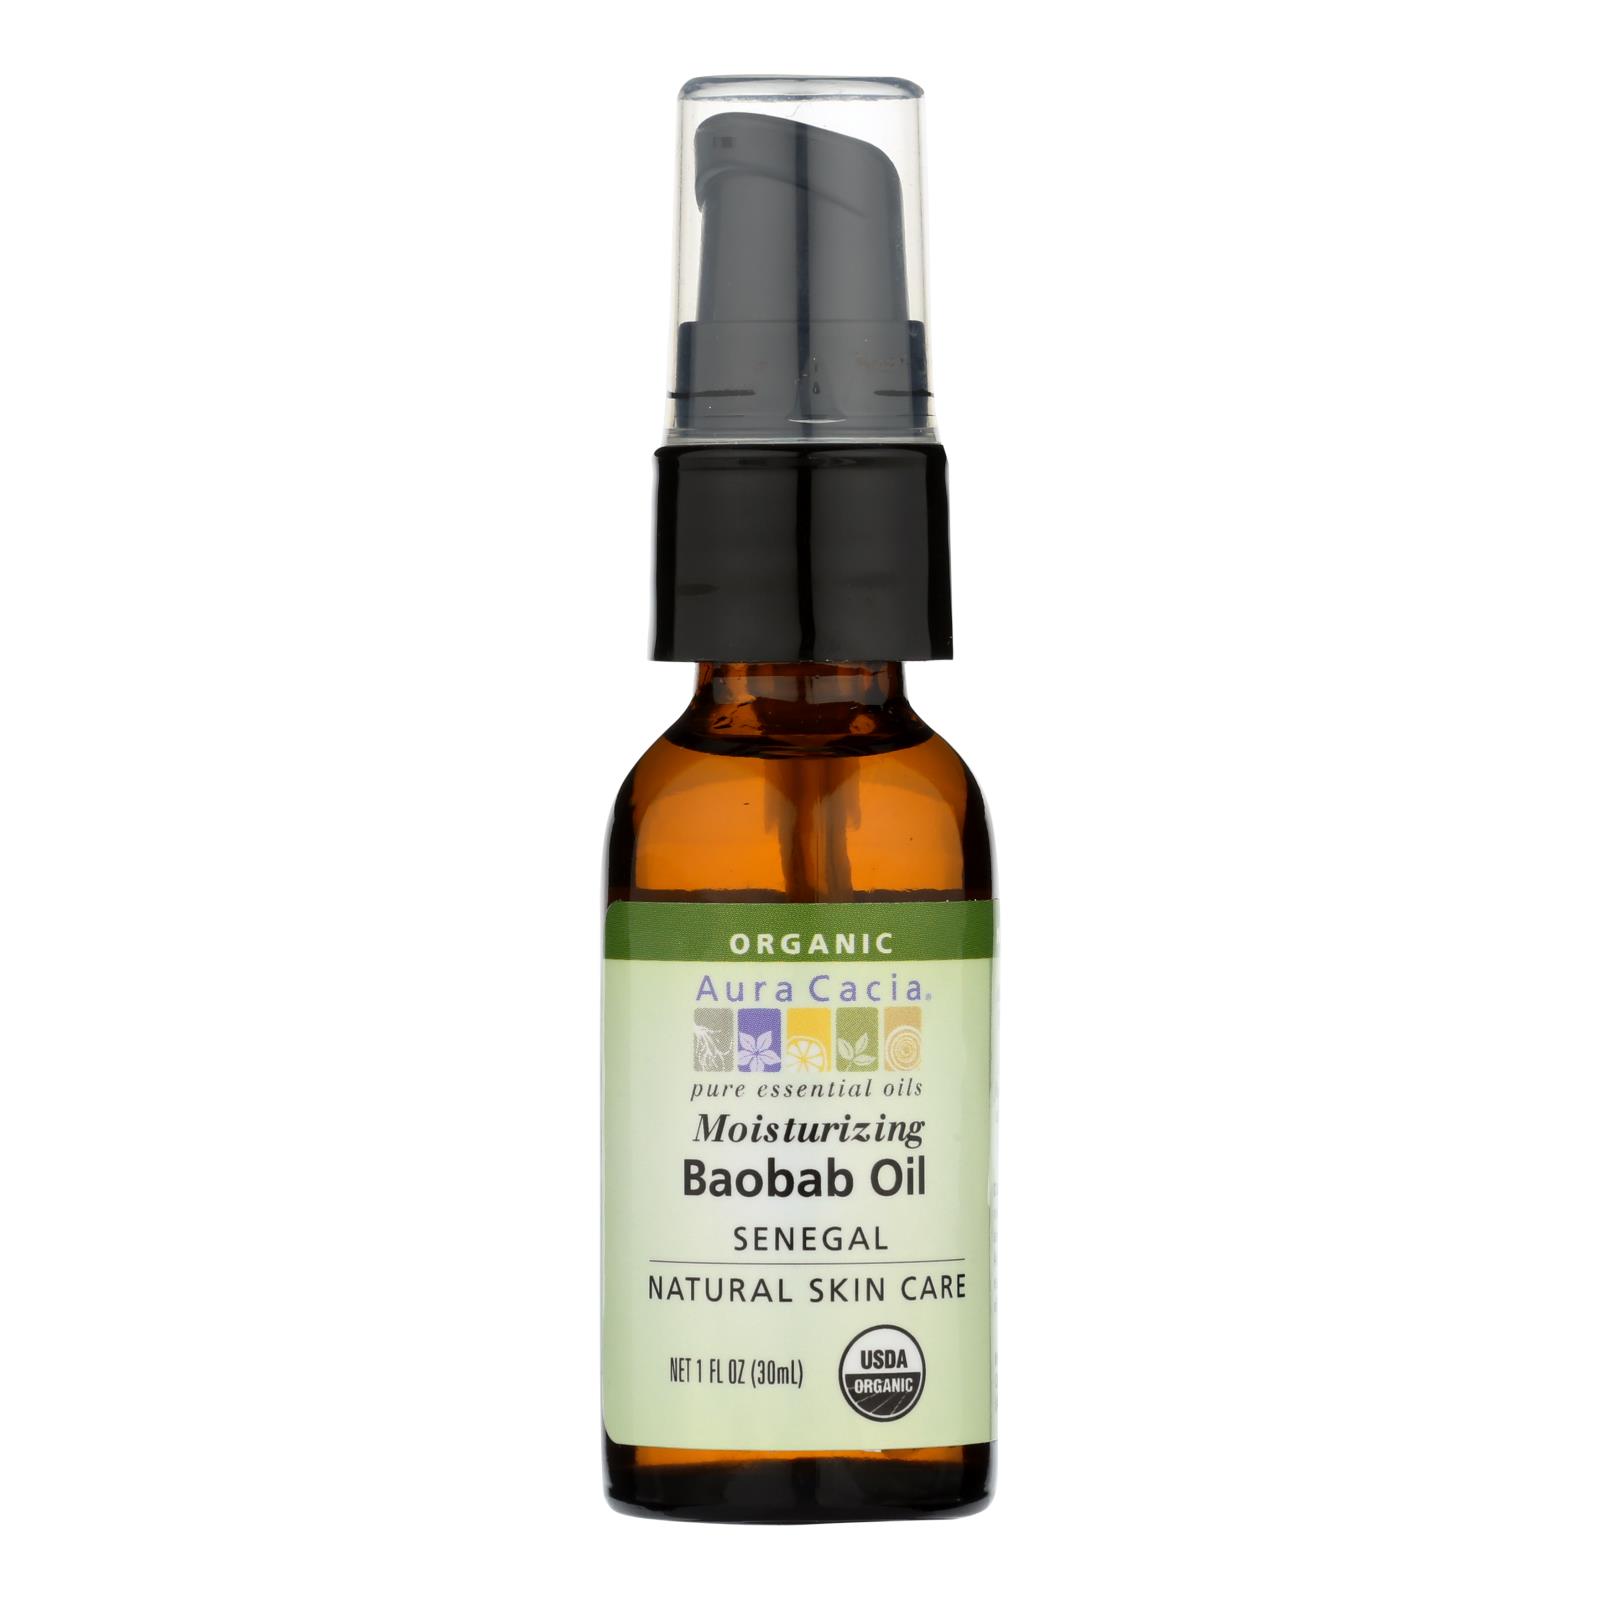 ORGANIC
Aura Cacia®
pure essential oils
Moisturizing
Baobab Oil
SENEGAL
NATURAL SKIN CARE
NET 1 FL OZ (30mL)
USDA
ORGANIC